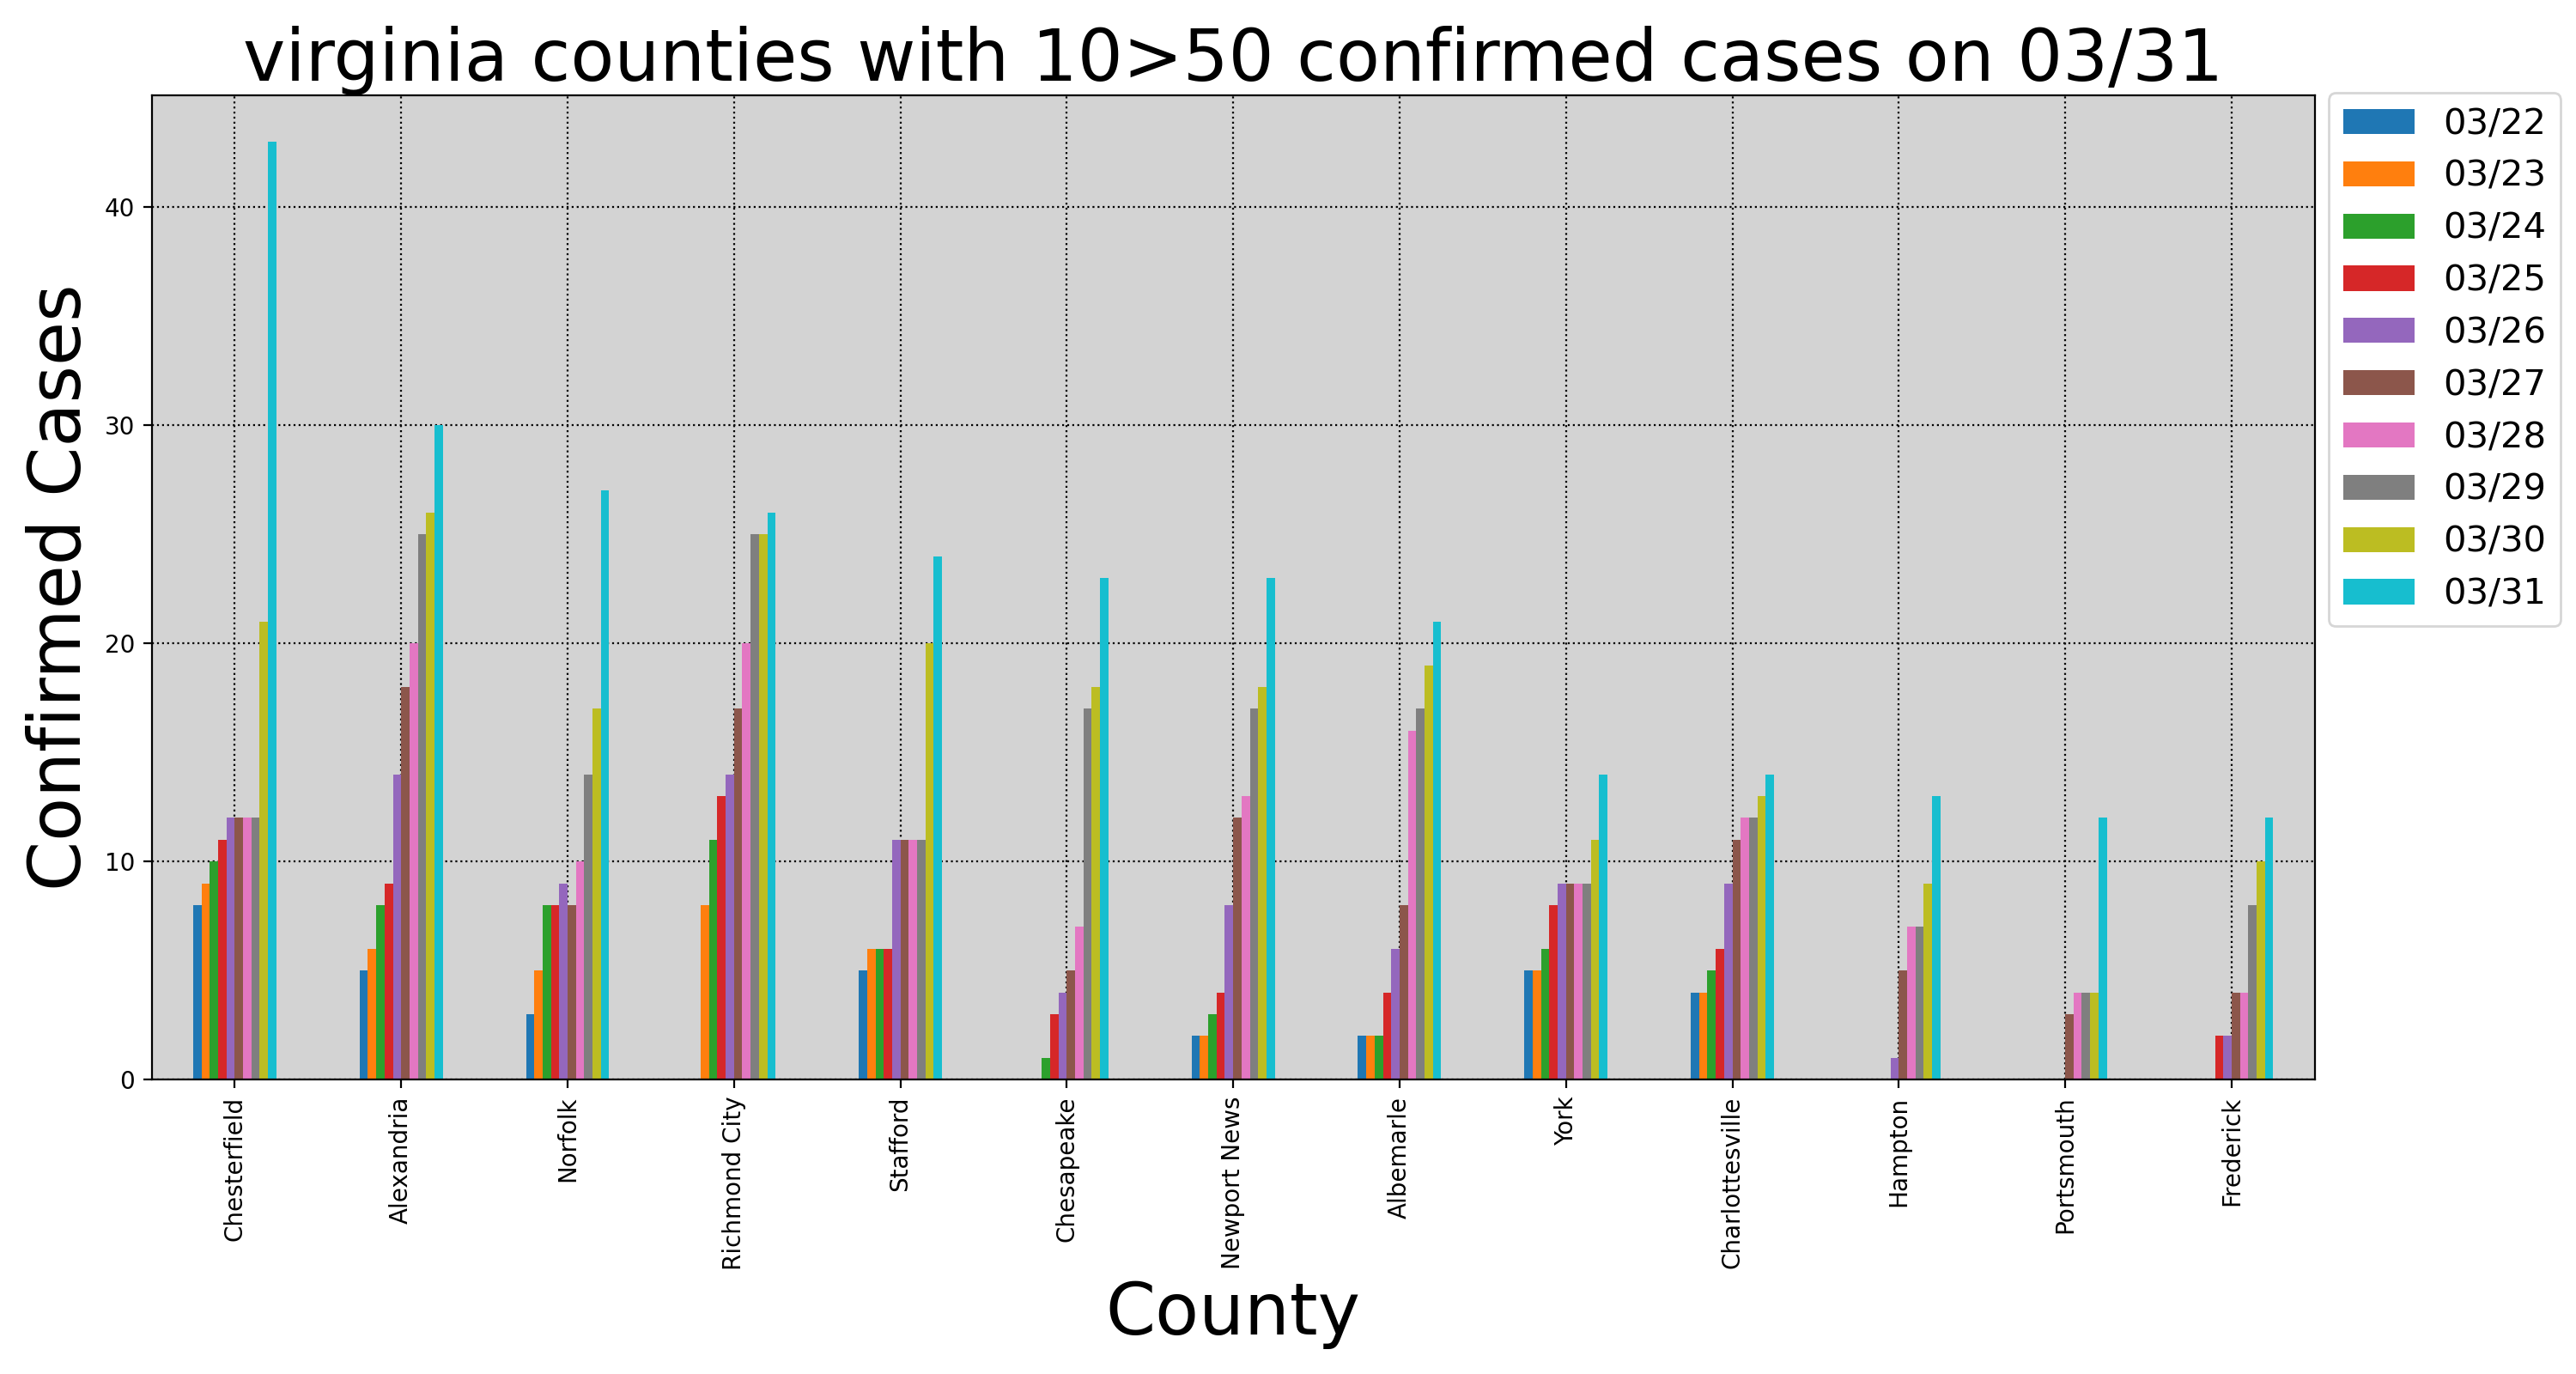 virginia counties with 10>50 confirmed cases on 03/31
03/22
03/23
03/24
03/25
03/26
03/27
03/28
03/29
03/30
03/31
Confirmed Cases
40
30
20
10
0
Chesterfield
Alexandria
Norfolk
Richmond City
Stafford
Chesapeake
Newport News
Albemarle
York
Charlottesville
Hampton
Portsmouth
Frederick
County